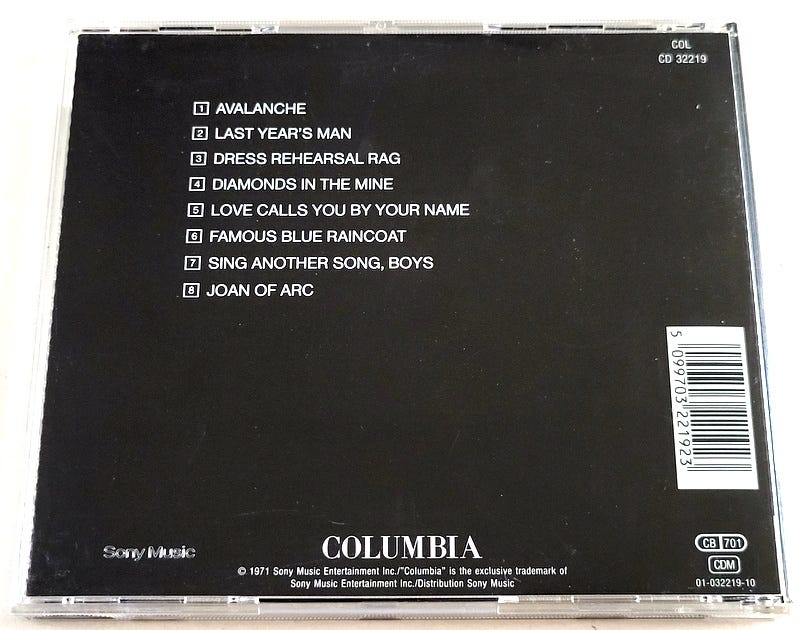 COL
CD 32219
1 AVALANCHE
2 LAST YEAR'S MAN
3 DRESS REHEARSAL RAG
4 DIAMONDS IN THE MINE
5 LOVE CALLS YOU BY YOUR NAME
6 FAMOUS BLUE RAINCOAT
7 SING ANOTHER SONG, BOYS
8 JOAN OF ARC
5 099703 221923
Sony Music
COLUMBIA
© 1971 Sony Music Entertainment Inc./"Columbia" is the exclusive trademark of
Sony Music Entertainment Inc./Distribution Sony Music
CB 701
CDM
01-032219-10